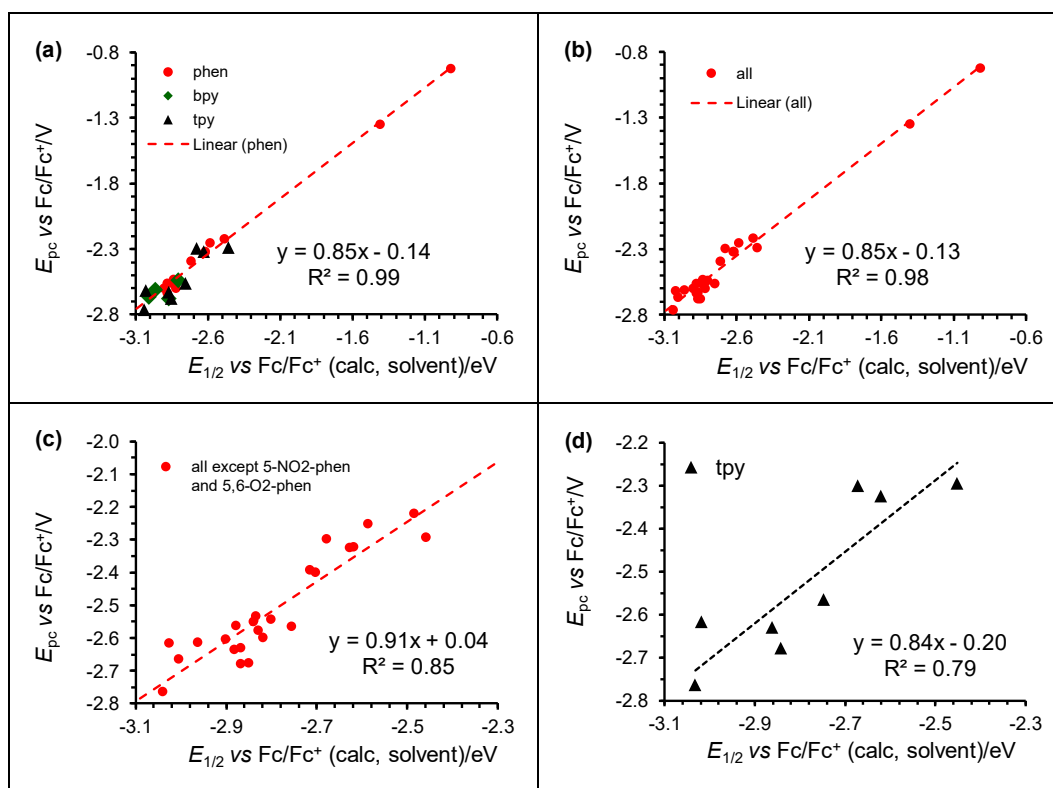 (a)
phen
bpy
tpy
Linear (phen)
-0.8
-1.3
-1.8
-2.3
-2.8
-3.1 -2.6 -2.1 -1.6 -1.1 -0.6
y = 0.85x - 0.14
R² = 0.99
Epc vs Fc/Fc+/V
E1/2 vs Fc/Fc+ (calc, solvent)/eV
(b)
all
Linear (all)
-0.8
-1.3
-1.8
-2.3
-2.8
-3.1 -2.6 -2.1 -1.6 -1.1 -0.6
y = 0.85x - 0.13
R² = 0.98
Epc vs Fc/Fc+/V
E1/2 vs Fc/Fc+ (calc, solvent)/eV
(c)
all except 5-NO2-phen
and 5,6-O2-phen
-2.0
-2.1
-2.2
-2.3
-2.4
-2.5
-2.6
-2.7
-2.8
-3.1 -2.9 -2.7 -2.5 -2.3
y = 0.91x + 0.04
R² = 0.85
Epc vs Fc/Fc+/V
E1/2 vs Fc/Fc+ (calc, solvent)/eV
(d)
tpy
-2.2
-2.3
-2.4
-2.5
-2.6
-2.7
-2.8
-3.1 -2.9 -2.7 -2.5 -2.3
y = 0.84x - 0.20
R² = 0.79
Epc vs Fc/Fc+/V
E1/2 vs Fc/Fc+ (calc, solvent)/eV